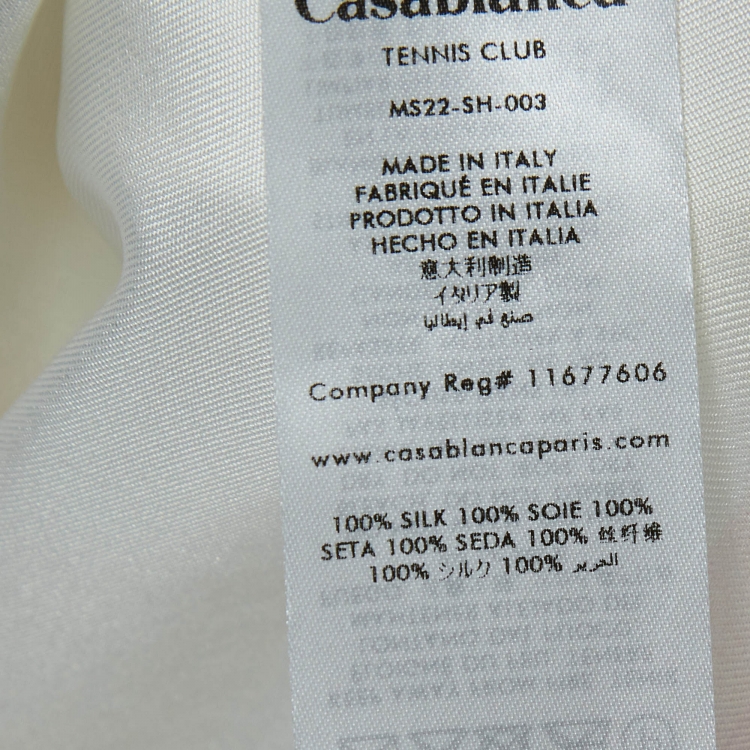 Casablanca
TENNIS CLUB
MS22-SH-003
MADE IN ITALY
FABRIQUÉ EN ITALIE
PRODOTTO IN ITALIA
HECHO EN ITALIA
意大利制造
イタリア製
صنع في إيطاليا
Company Reg# 11677606
www.casablancaparis.com
100% SILK 100% SOIE 100%
SETA 100% SEDA 100% 丝纤维
100% シルク 100% الحرير